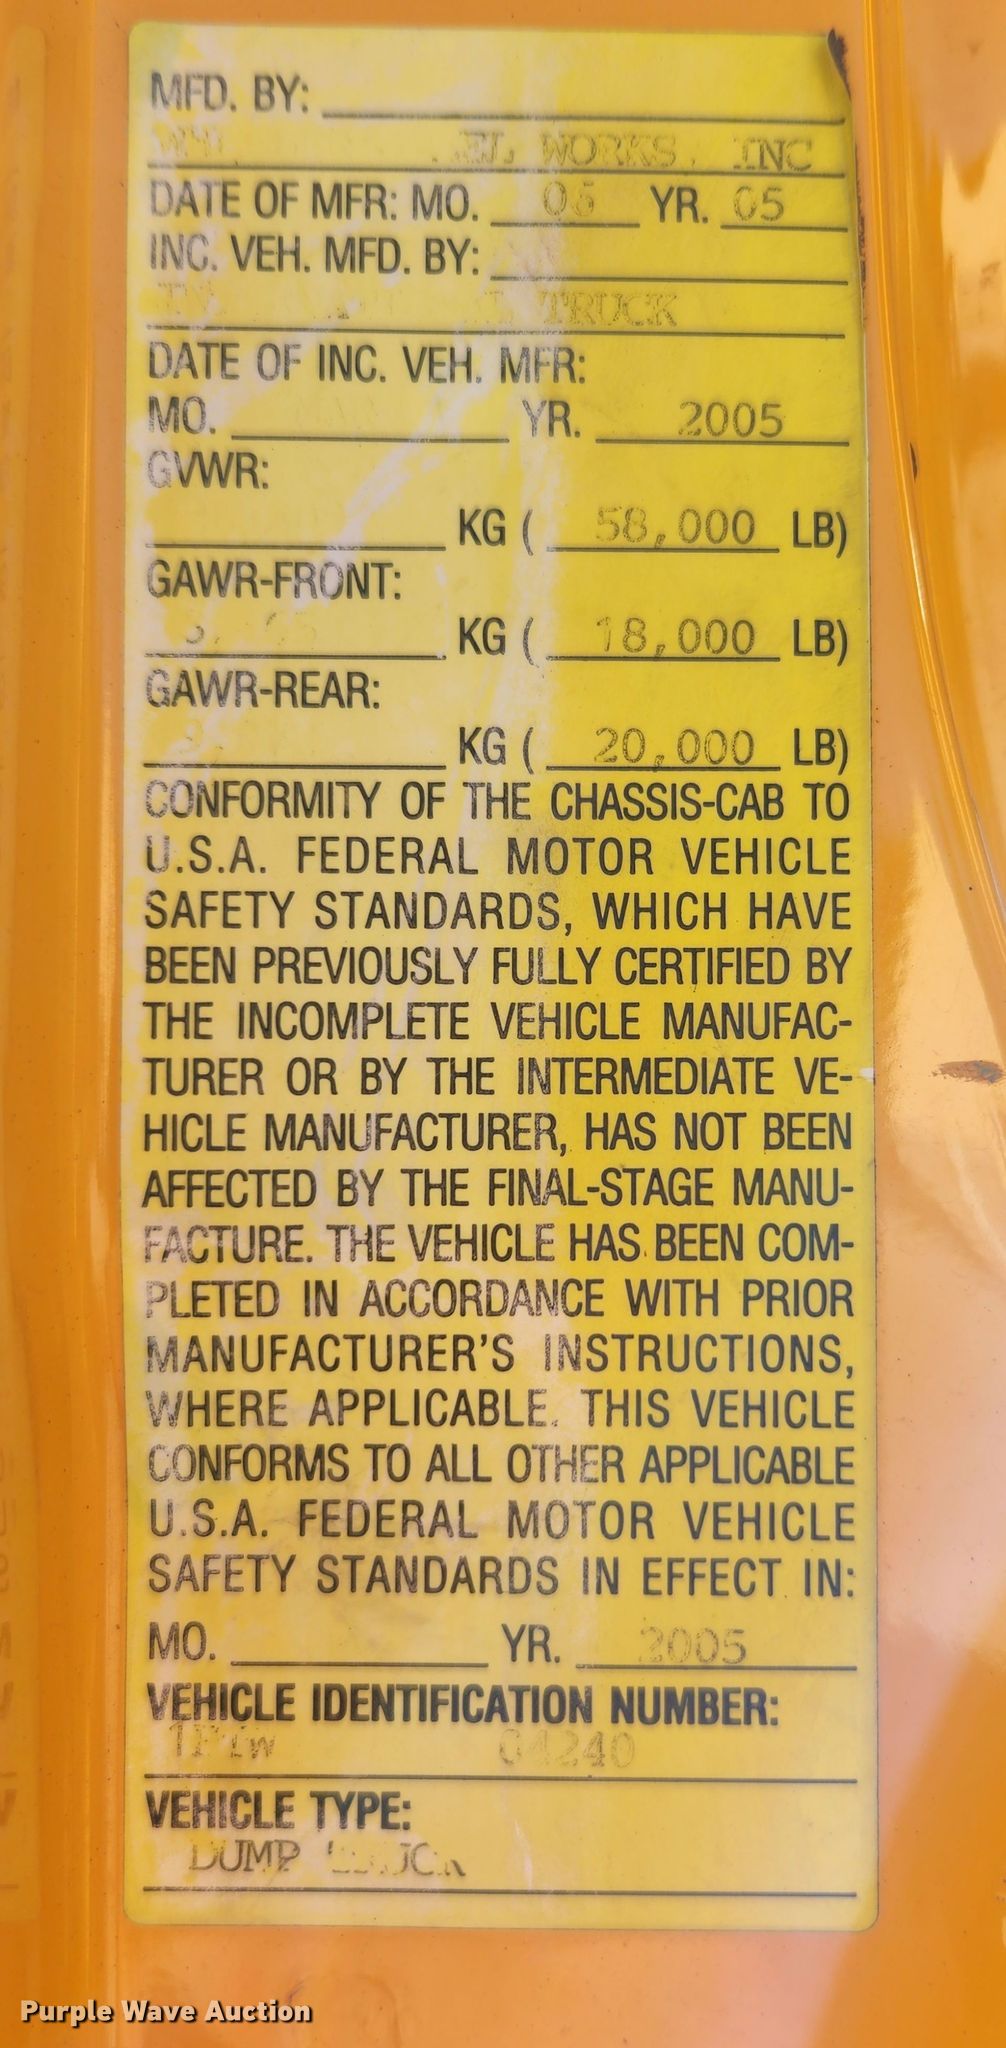 MFD. BY:
WORKS, INC
DATE OF MFR: MO. YR. 05
INC. VEH. MFD. BY:
TRUCK
DATE OF INC. VEH. MFR:
MO. YR. 2005
GVWR:
KG ( 58,000 LB)
GAWR-FRONT:
KG ( 18,000 LB)
GAWR-REAR:
KG ( 20,000 LB)
CONFORMITY OF THE CHASSIS-CAB TO
U.S.A. FEDERAL MOTOR VEHICLE
SAFETY STANDARDS, WHICH HAVE
BEEN PREVIOUSLY FULLY CERTIFIED BY
THE INCOMPLETE VEHICLE MANUFAC-
TURER OR BY THE INTERMEDIATE VE-
HICLE MANUFACTURER, HAS NOT BEEN
AFFECTED BY THE FINAL-STAGE MANU-
FACTURE. THE VEHICLE HAS BEEN COM-
PLETED IN ACCORDANCE WITH PRIOR
MANUFACTURER'S INSTRUCTIONS,
WHERE APPLICABLE. THIS VEHICLE
CONFORMS TO ALL OTHER APPLICABLE
U.S.A. FEDERAL MOTOR VEHICLE
SAFETY STANDARDS IN EFFECT IN:
MO. YR. 2005
VEHICLE IDENTIFICATION NUMBER:
04240
VEHICLE TYPE:
DUMP
Purple Wave Auction